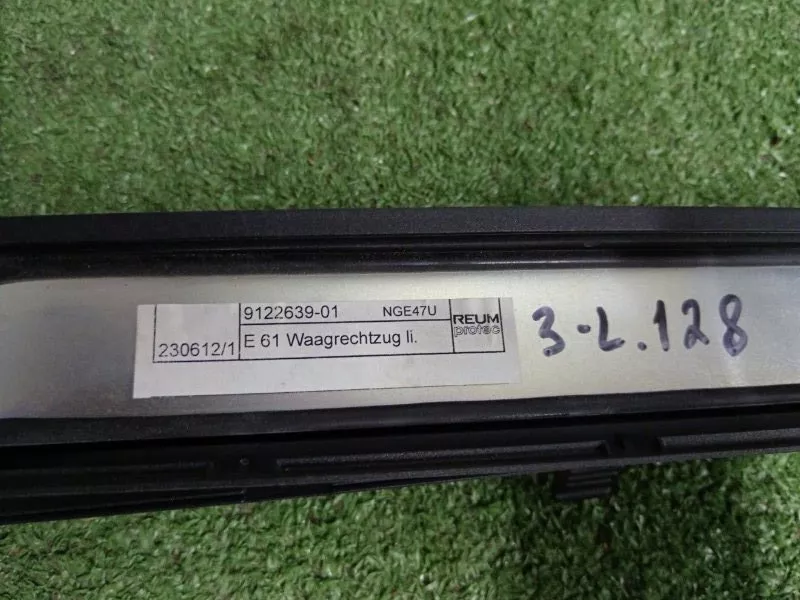 9122639-01 NGE47U
230612/1 E 61 Waagrechtzug li.
REUM
protec
3-L.128